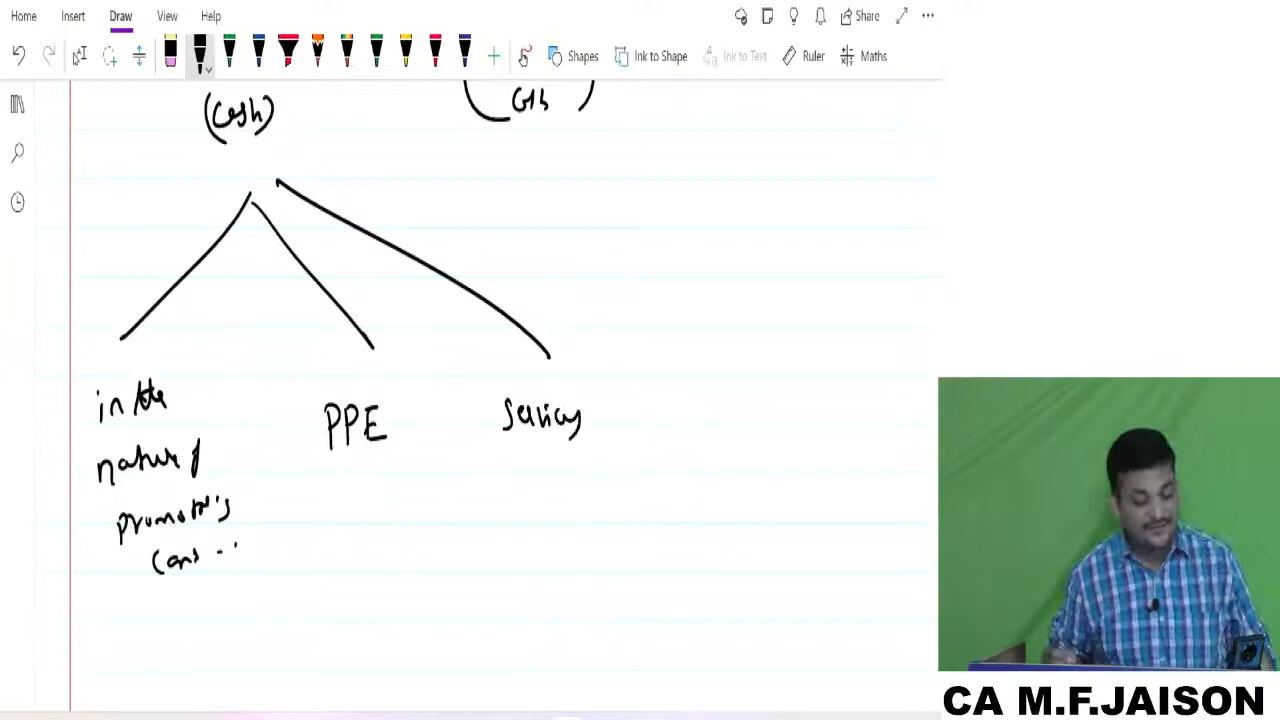 Home Insert Draw View Help Share
Shapes Ink to Shape Ink to Text Ruler Maths
(Cash)
in the
nature of
PPE
Services
promoter's
CA M.F.JAISON